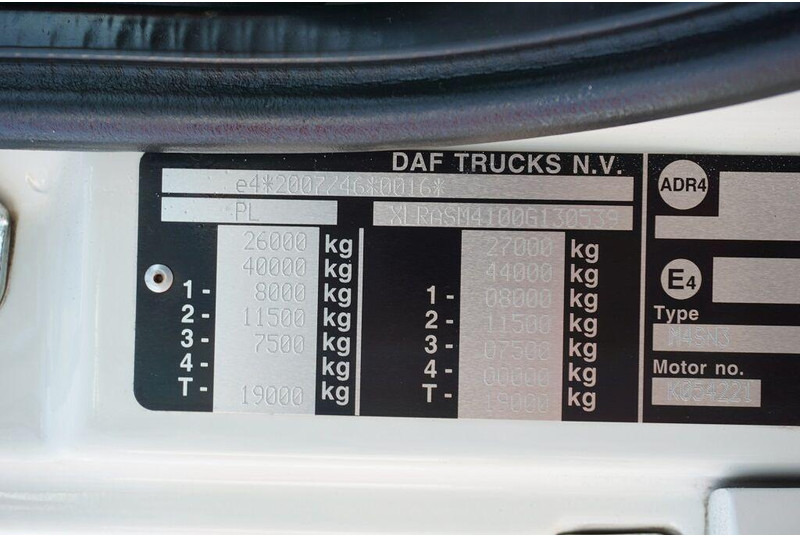 DAF TRUCKS N.V.
e4*2007/46*0016*
PL XLRASM4100G130539
26000 kg 27000 kg
40000 kg 44000 kg
1- 8000 kg 1- 08000 kg
2- 11500 kg 2- 11500 kg
3- 7500 kg 3- 07500 kg
4- kg 4- 00000 kg
T- 19000 kg T- 19000 kg
ADR4
E4
Type
M4SN3
Motor no.
K054221